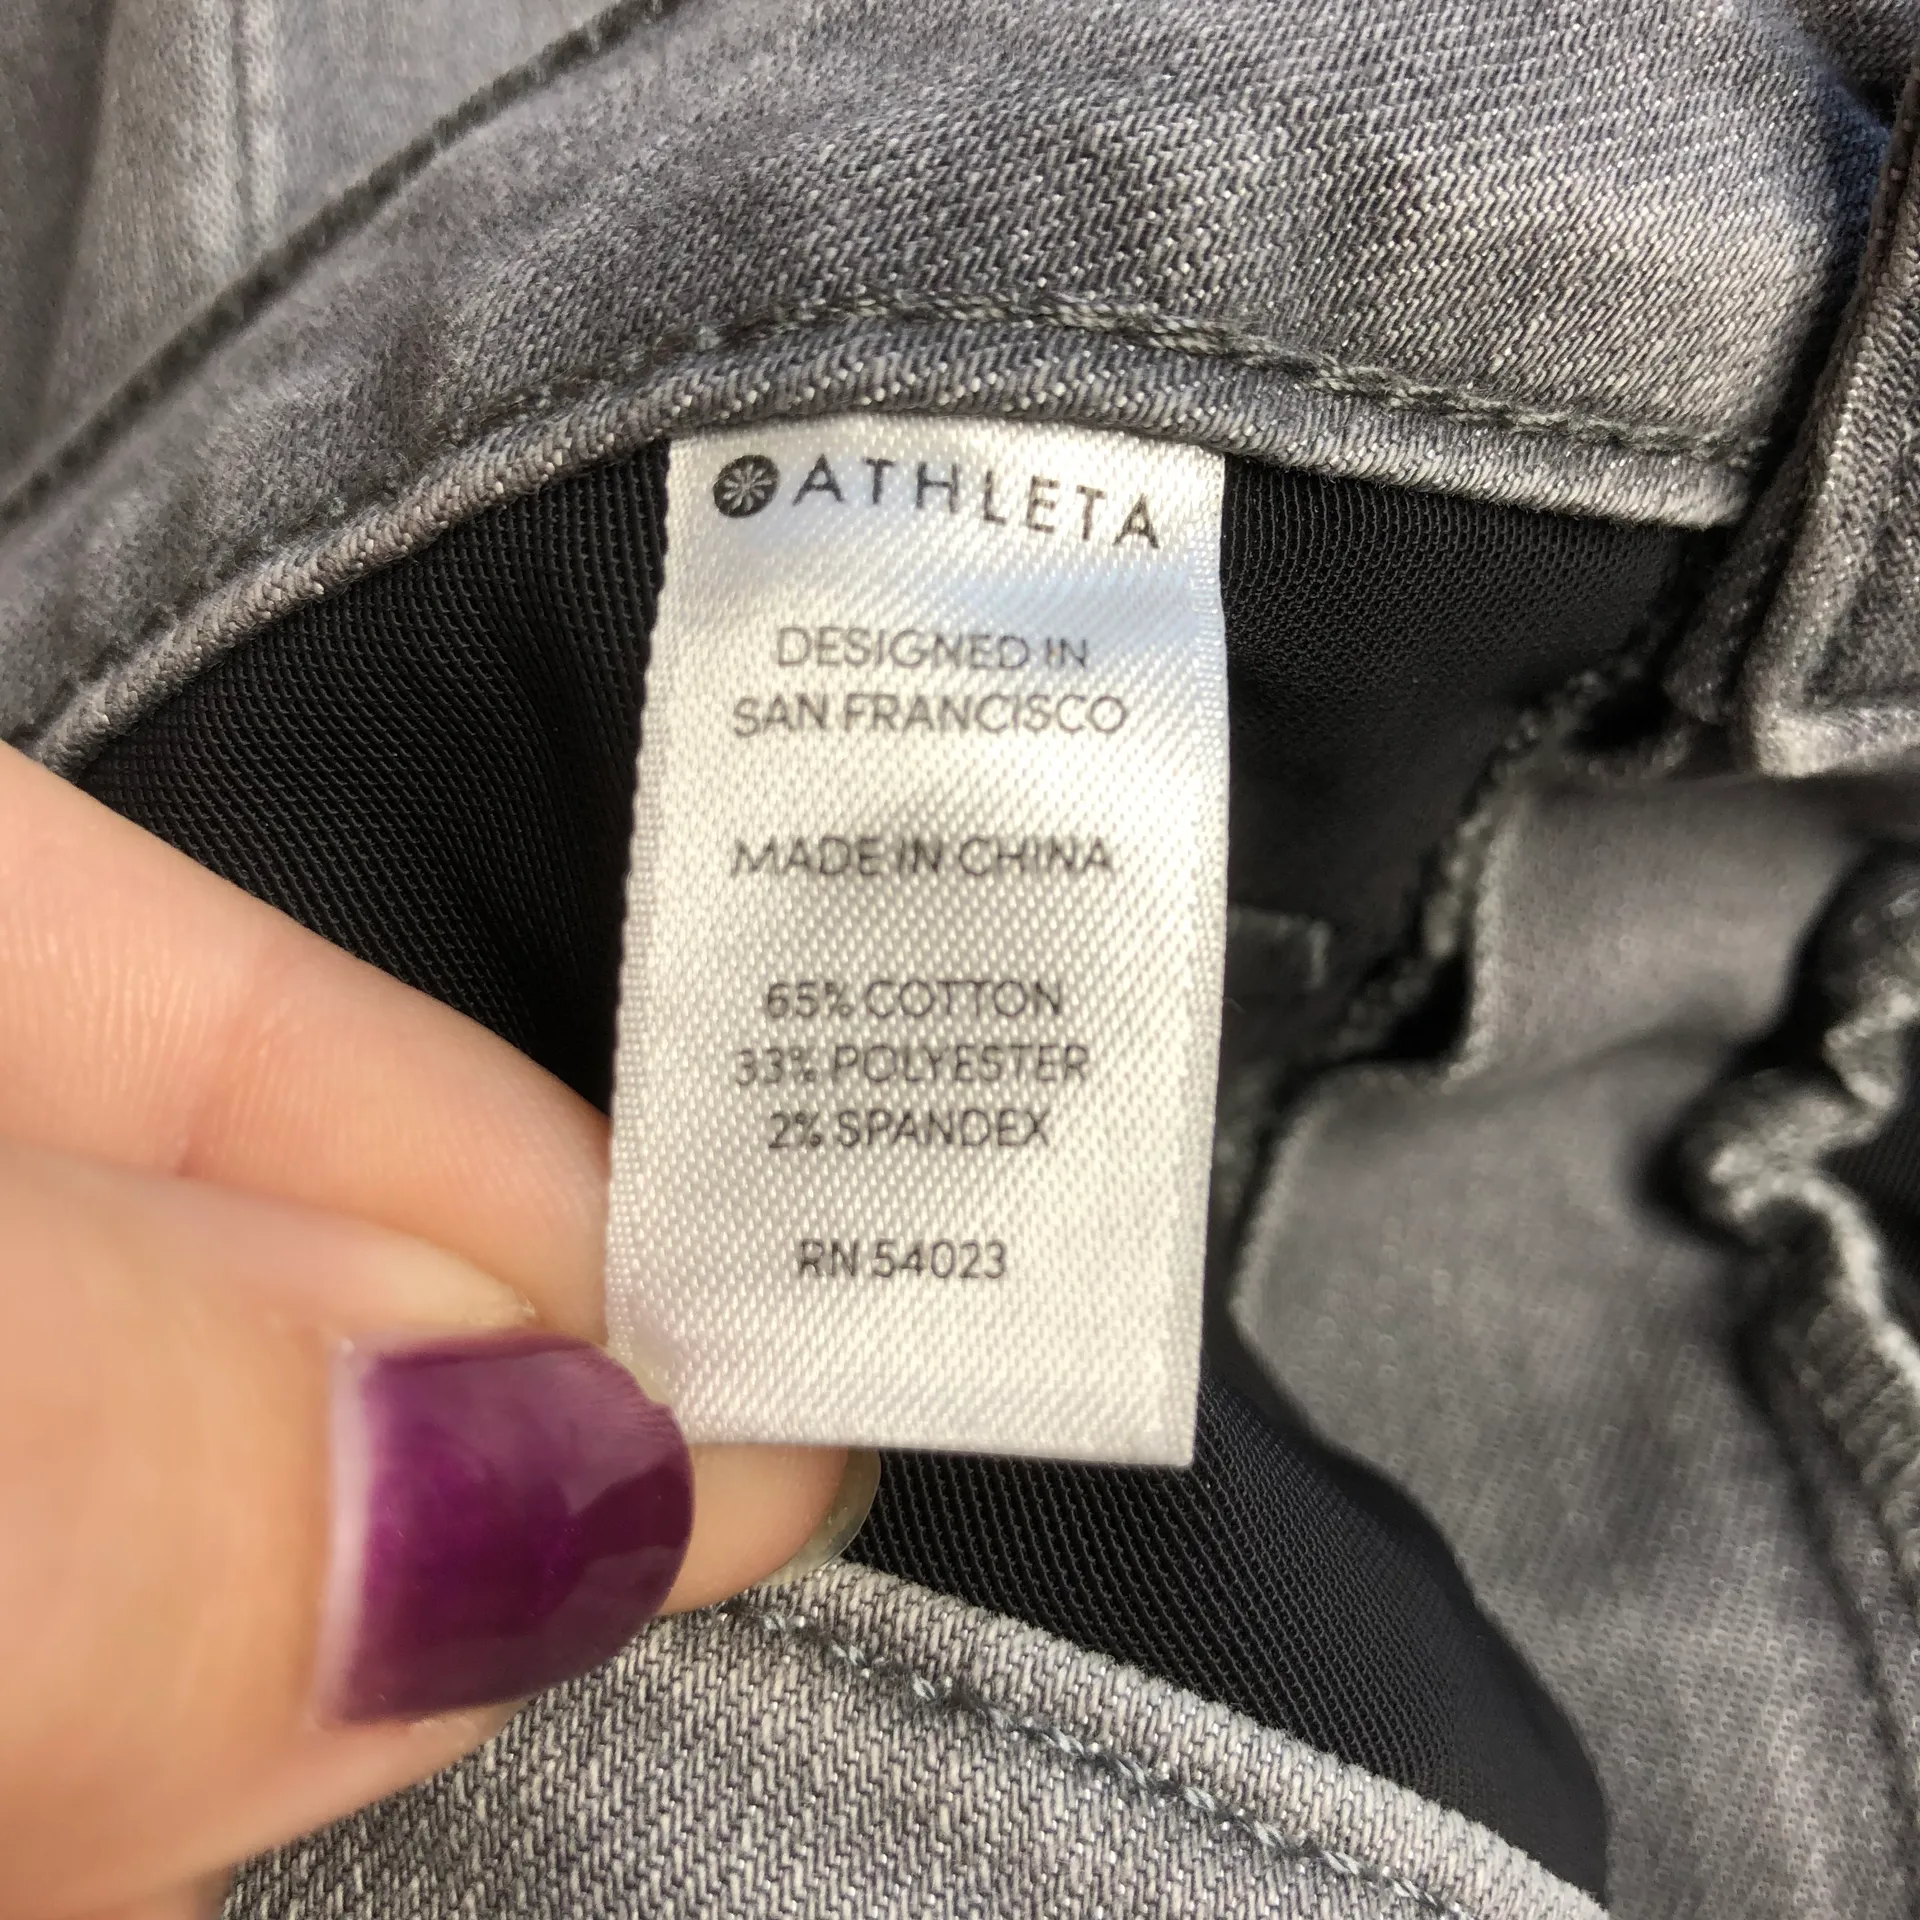 ATHLETA
DESIGNED IN
SAN FRANCISCO
MADE IN CHINA
65% COTTON
33% POLYESTER
2% SPANDEX
RN 54023